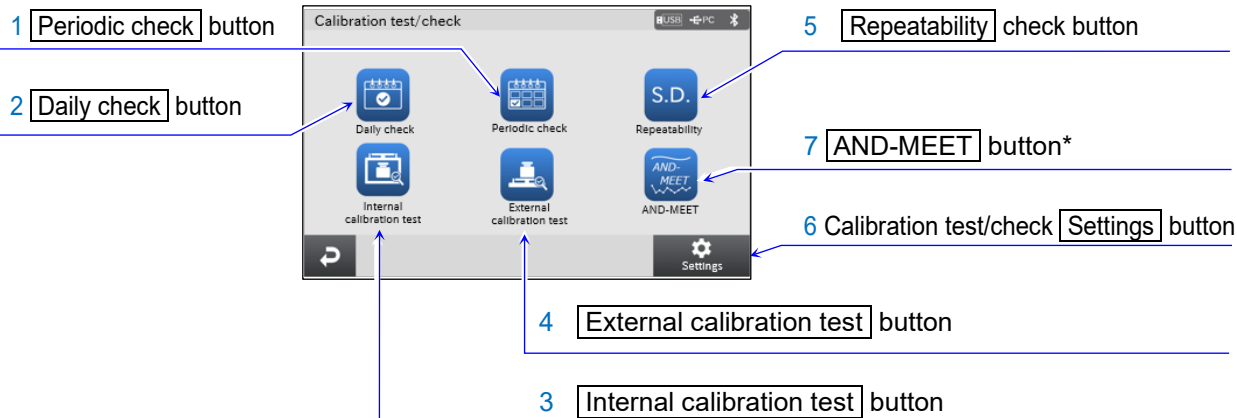 1 Periodic check button
2 Daily check button
Calibration test/check
USB PC
Daily check
Periodic check
S.D.
Repeatability
Internal
calibration test
External
calibration test
AND-
MEET
AND-MEET
Settings
5 Repeatability check button
7 AND-MEET button*
6 Calibration test/check Settings button
4 External calibration test button
3 Internal calibration test button